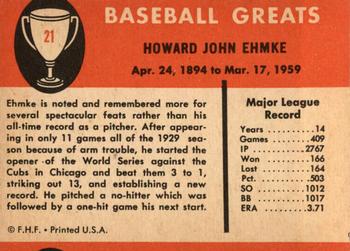 21
BASEBALL GREATS
HOWARD JOHN EHMKE
Apr. 24, 1894 to Mar. 17, 1959
Ehmke is noted and remembered more for
several spectacular feats rather than his
all-time record as a pitcher. After appear-
ing in only 11 games all of the 1929
season because of arm trouble, he started
the opener of the World Series against the
Cubs in Chicago and beat them 3 to 1,
striking out 13, and establishing a new
record. He pitched a no-hitter which was
followed by a one-hit game his next start.
© F.H.F. • Printed U.S.A.
Major League
Record
Years 14
Games 409
IP 2767
Won 166
Lost 164
Pct. .503
SO 1012
BB 1017
ERA 3.71